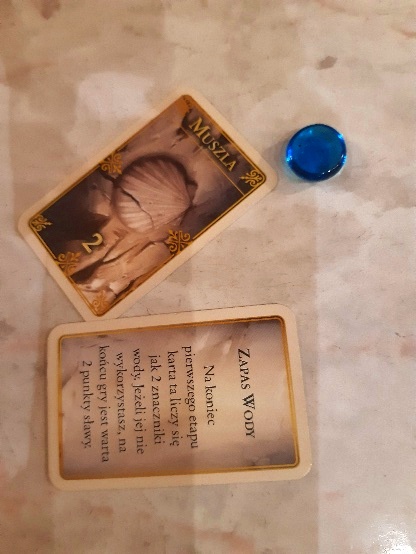 MUSZLA
2
ZAPAS WODY
Na koniec
pierwszego etapu
karta ta liczy się
jak 2 znaczniki
wody. Jeżeli jej nie
wykorzystasz, na
końcu gry jest warta
2 punkty sławy.